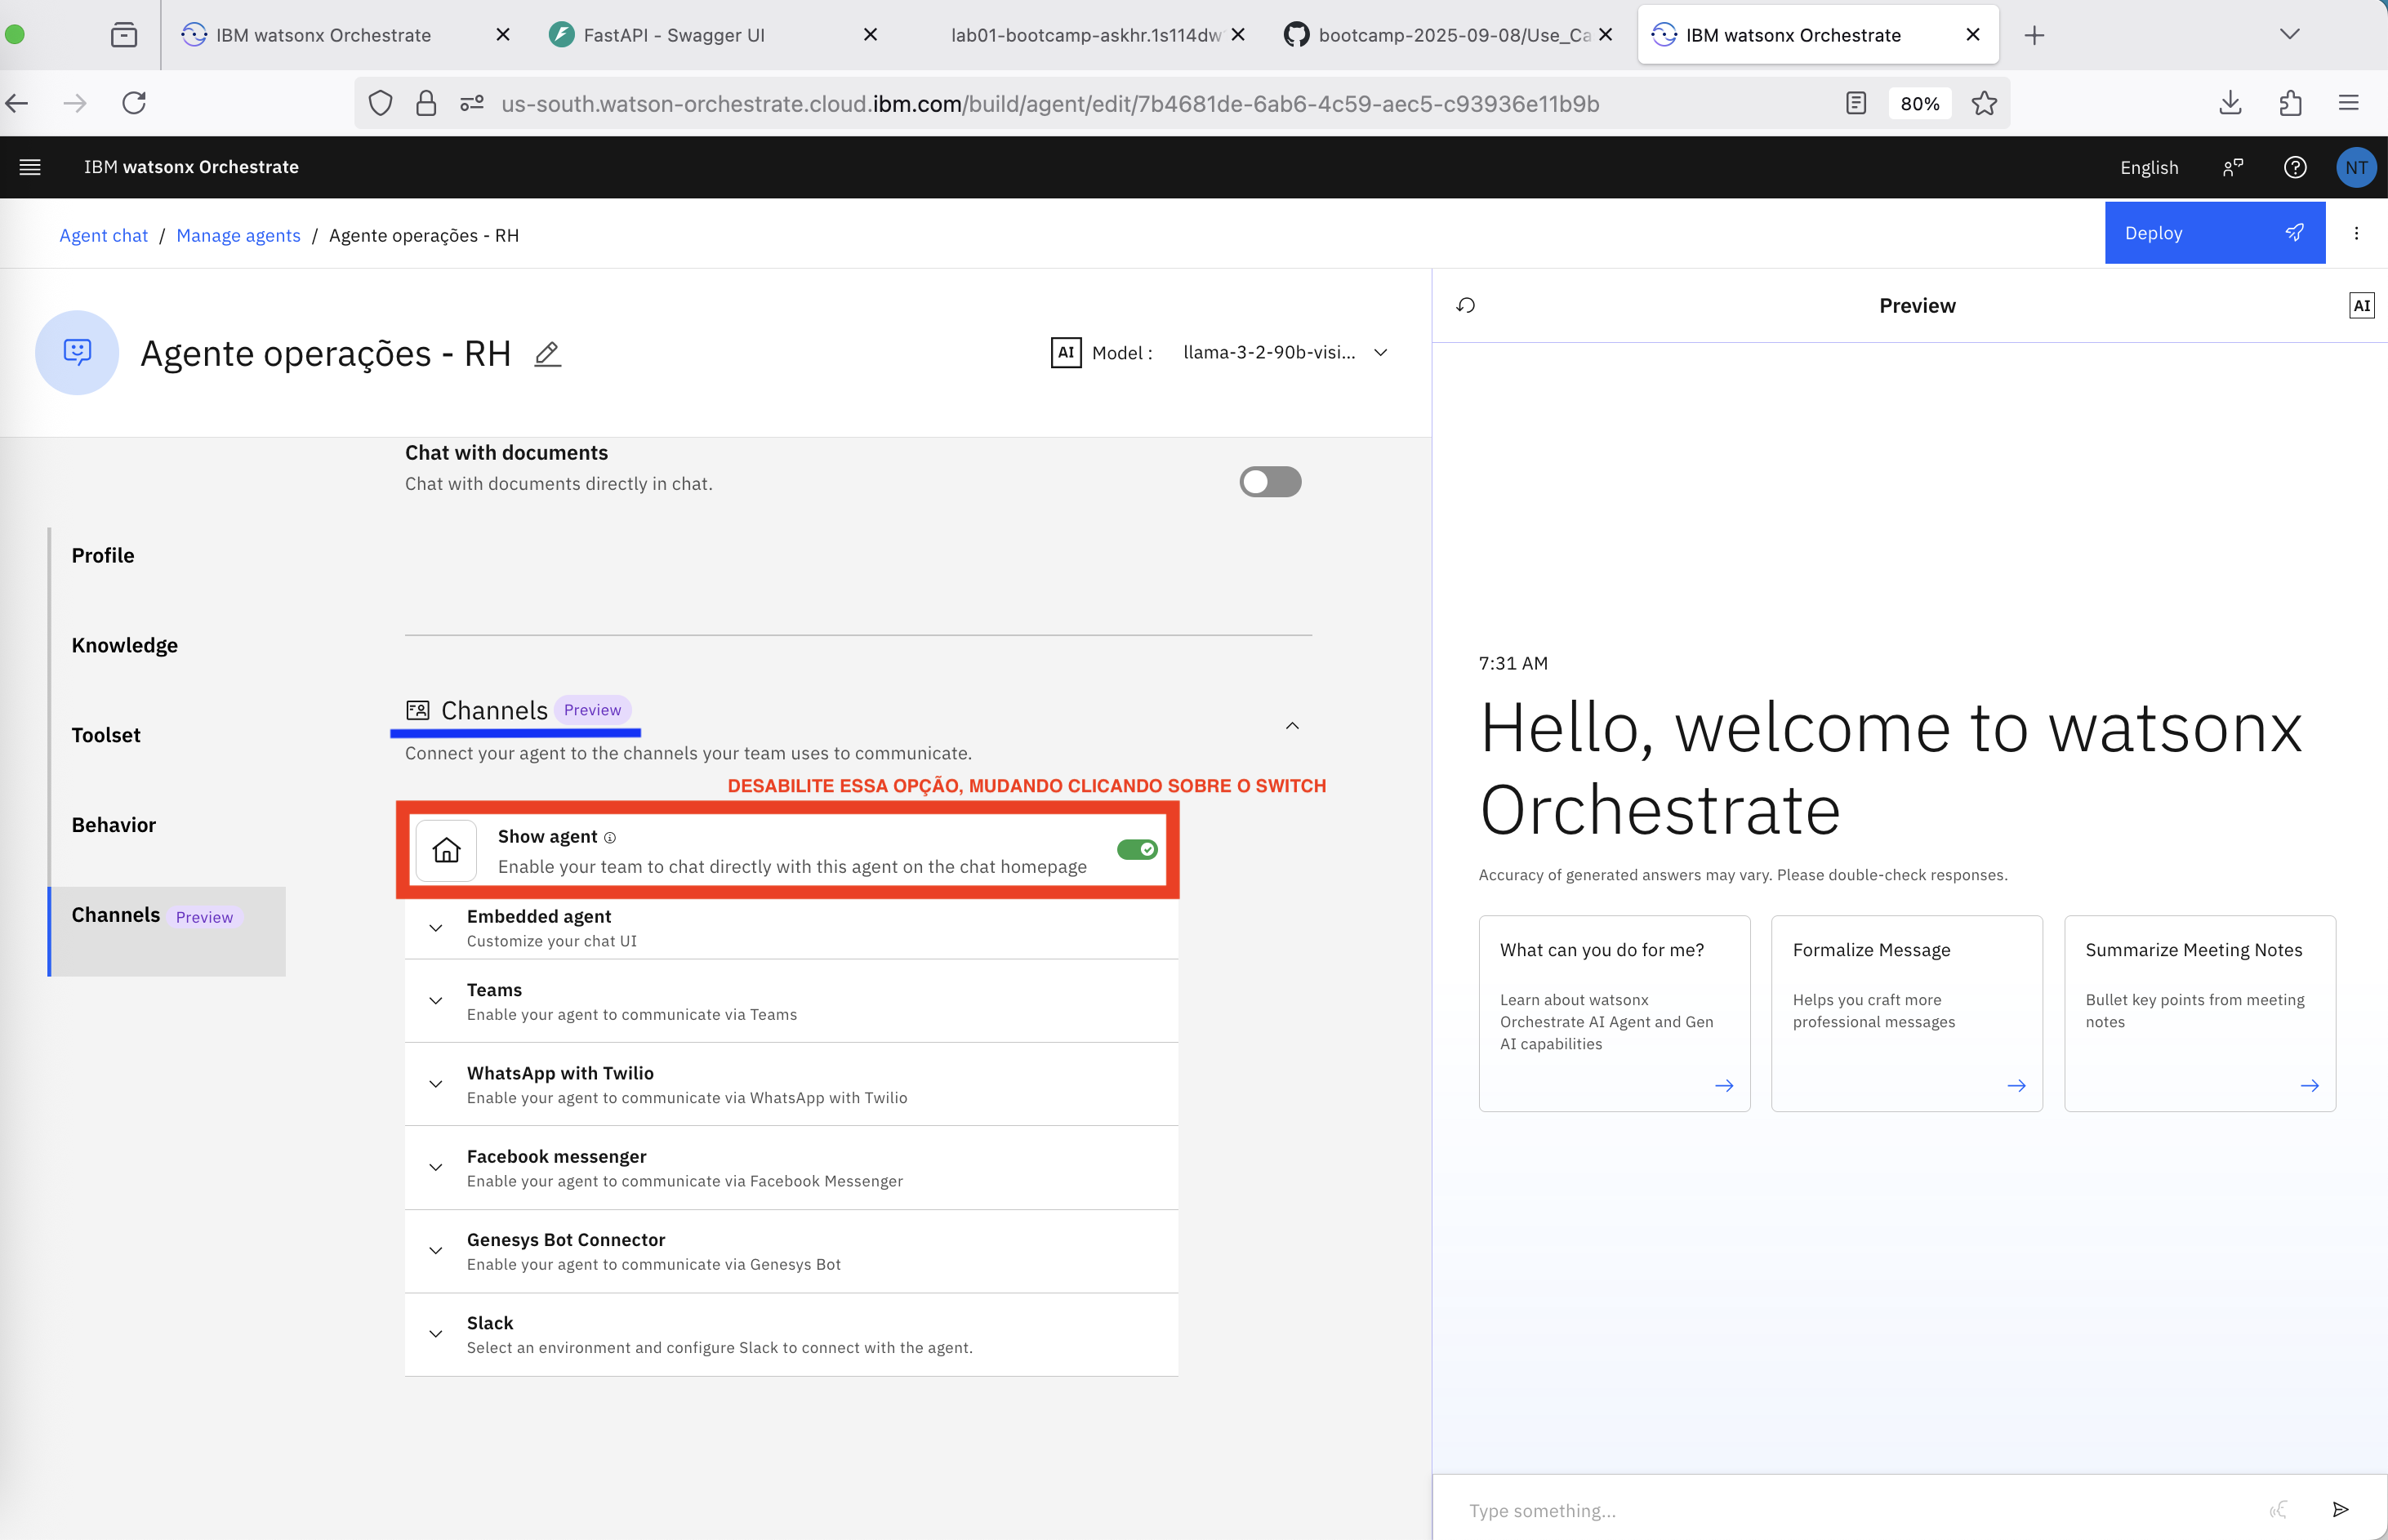 IBM watsonx Orchestrate
FastAPI - Swagger UI
lab01-bootcamp-askhr.1s114dw
bootcamp-2025-09-08/Use_Ca
IBM watsonx Orchestrate
us-south.watson-orchestrate.cloud.ibm.com/build/agent/edit/7b4681de-6ab6-4c59-aec5-c93936e11b9b
80%
IBM watsonx Orchestrate
English
NT
Agent chat / Manage agents / Agente operações - RH
Deploy
Agente operações - RH
AI Model : llama-3-2-90b-visi...
Preview
AI
Chat with documents
Chat with documents directly in chat.
Profile
Knowledge
Toolset
Behavior
Channels Preview
Channels Preview
Connect your agent to the channels your team uses to communicate.
DESABILITE ESSA OPÇÃO, MUDANDO CLICANDO SOBRE O SWITCH
Show agent
Enable your team to chat directly with this agent on the chat homepage
Embedded agent
Customize your chat UI
Teams
Enable your agent to communicate via Teams
WhatsApp with Twilio
Enable your agent to communicate via WhatsApp with Twilio
Facebook messenger
Enable your agent to communicate via Facebook Messenger
Genesys Bot Connector
Enable your agent to communicate via Genesys Bot
Slack
Select an environment and configure Slack to connect with the agent.
7:31 AM
Hello, welcome to watsonx
Orchestrate
Accuracy of generated answers may vary. Please double-check responses.
What can you do for me?
Learn about watsonx
Orchestrate AI Agent and Gen
AI capabilities
Formalize Message
Helps you craft more
professional messages
Summarize Meeting Notes
Bullet key points from meeting
notes
Type something...